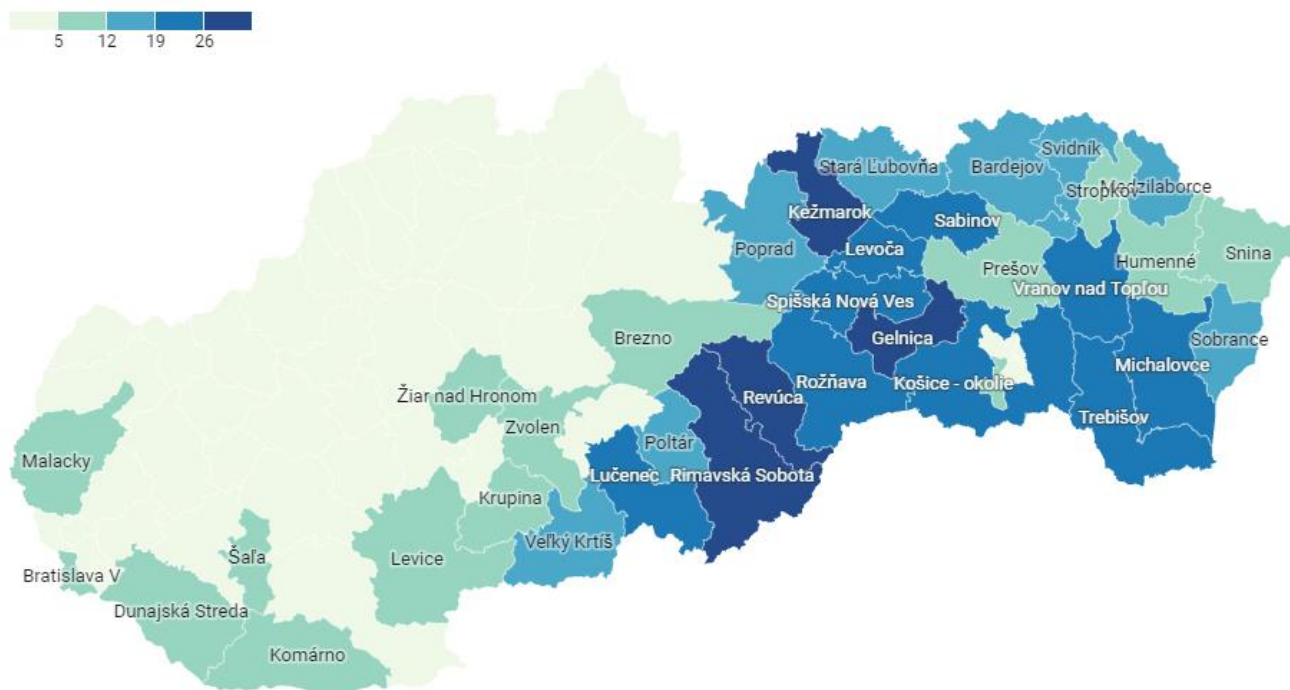 5 12 19 26
Svidník
Stará Ľubovňa
Bardejov
Medzilaborce
Stropkov
Kežmarok
Sabinov
Poprad
Levoča
Snina
Humenné
Prešov
Vranov nad Topľou
Spišská Nová Ves
Brezno
Gelnica
Sobrance
Michalovce
Rožňava
Košice - okolie
Žiar nad Hronom
Revúca
Trebišov
Zvolen
Poltár
Malacky
Lučenec
Rimavská Sobota
Krupina
Veľký Krtíš
Šaľa
Levice
Bratislava V
Dunajská Streda
Komárno